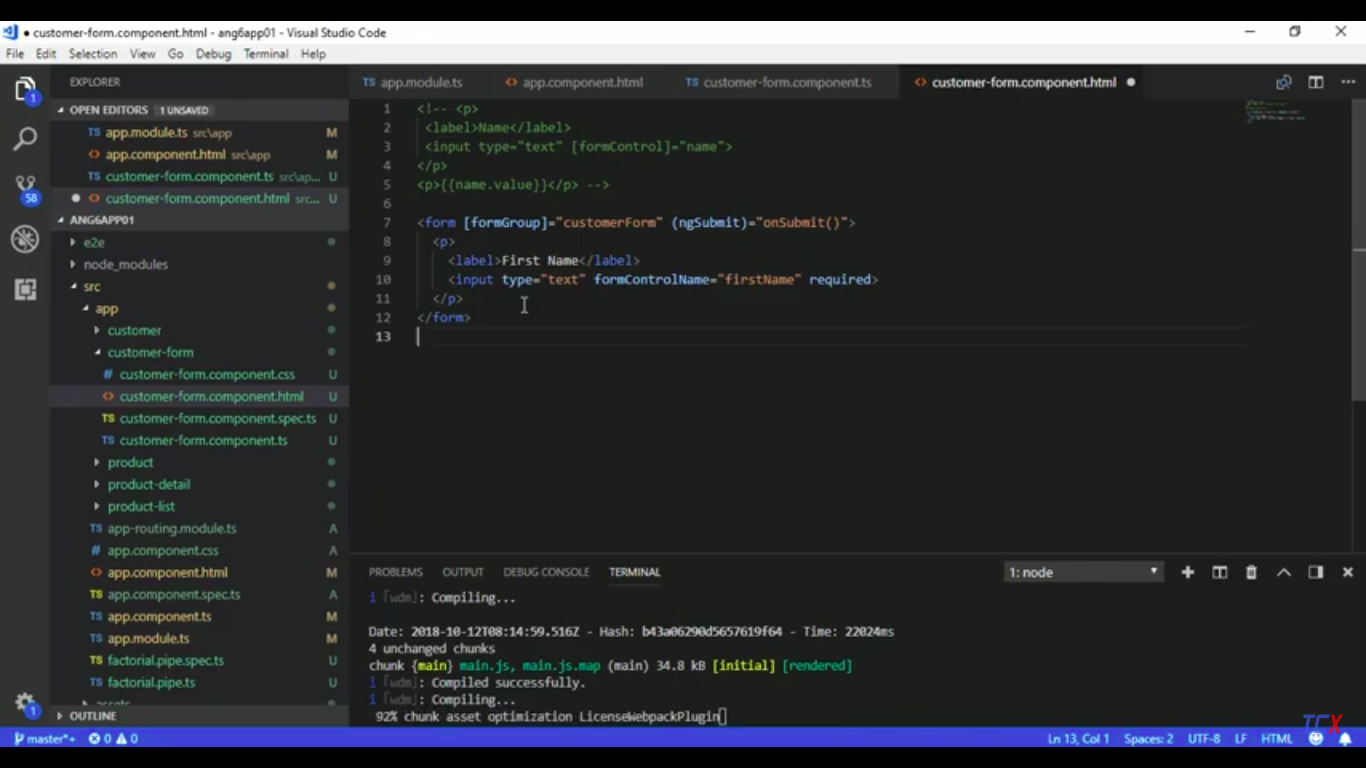 customer-form.component.html - ang6app01 - Visual Studio Code
File Edit Selection View Go Debug Terminal Help
EXPLORER
OPEN EDITORS 1 UNSAVED
TS app.module.ts src\app M
<> app.component.html src\app M
TS customer-form.component.ts src\ap... U
<> customer-form.component.html src... U
ANG6APP01
e2e
node_modules
src
app
customer
customer-form
# customer-form.component.css U
<> customer-form.component.html U
TS customer-form.component.spec.ts U
TS customer-form.component.ts U
product
product-detail
product-list
TS app-routing.module.ts A
# app.component.css A
<> app.component.html M
TS app.component.spec.ts A
TS app.component.ts M
TS app.module.ts M
TS factorial.pipe.spec.ts U
TS factorial.pipe.ts U
assets
OUTLINE
1
58
1
TS app.module.ts <> app.component.html TS customer-form.component.ts <> customer-form.component.html
1 <!-- <p>
2 <label>Name</label>
3 <input type="text" [formControl]="name">
4 </p>
5 <p>{{name.value}}</p> -->
6
7 <form [formGroup]="customerForm" (ngSubmit)="onSubmit()">
8 <p>
9 <label>First Name</label>
10 <input type="text" formControlName="firstName" required>
11 </p>
12 </form>
13
PROBLEMS OUTPUT DEBUG CONSOLE TERMINAL 1: node
i 「wdm」: Compiling...
Date: 2018-10-12T08:14:59.516Z - Hash: b43a06290d5657619f64 - Time: 22024ms
4 unchanged chunks
chunk {main} main.js, main.js.map (main) 34.8 kB [initial] [rendered]
i 「wdm」: Compiled successfully.
i 「wdm」: Compiling...
92% chunk asset optimization LicenseWebpackPlugin
TCX
master*+ 0 0 Ln 13, Col 1 Spaces: 2 UTF-8 LF HTML